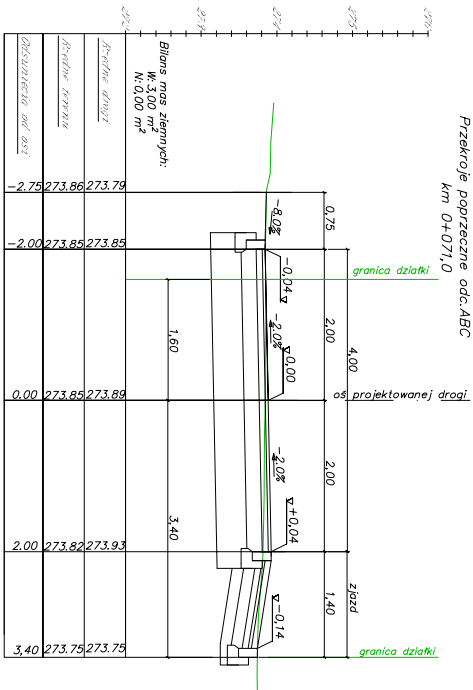 Przekroje poprzeczne odc.ABC
km 0+071,0
granica działki
oś projektowanej drogi
zjazd
granica działki
4,00
0,75
2,00
2,00
1,40
-8.0%
-0,04
-2.0%
0,00
-2.0%
+0,04
-0,14
1,60
3,40
Bilans mas ziemnych:
W: 3,00 m²
N: 0,00 m²
Rzędne drogi
273.79
273.85
273.89
273.93
273.75
Rzędne terenu
273.86
273.85
273.85
273.82
273.75
Odsunięcia od osi
-2.75
-2.00
0.00
2.00
3,40